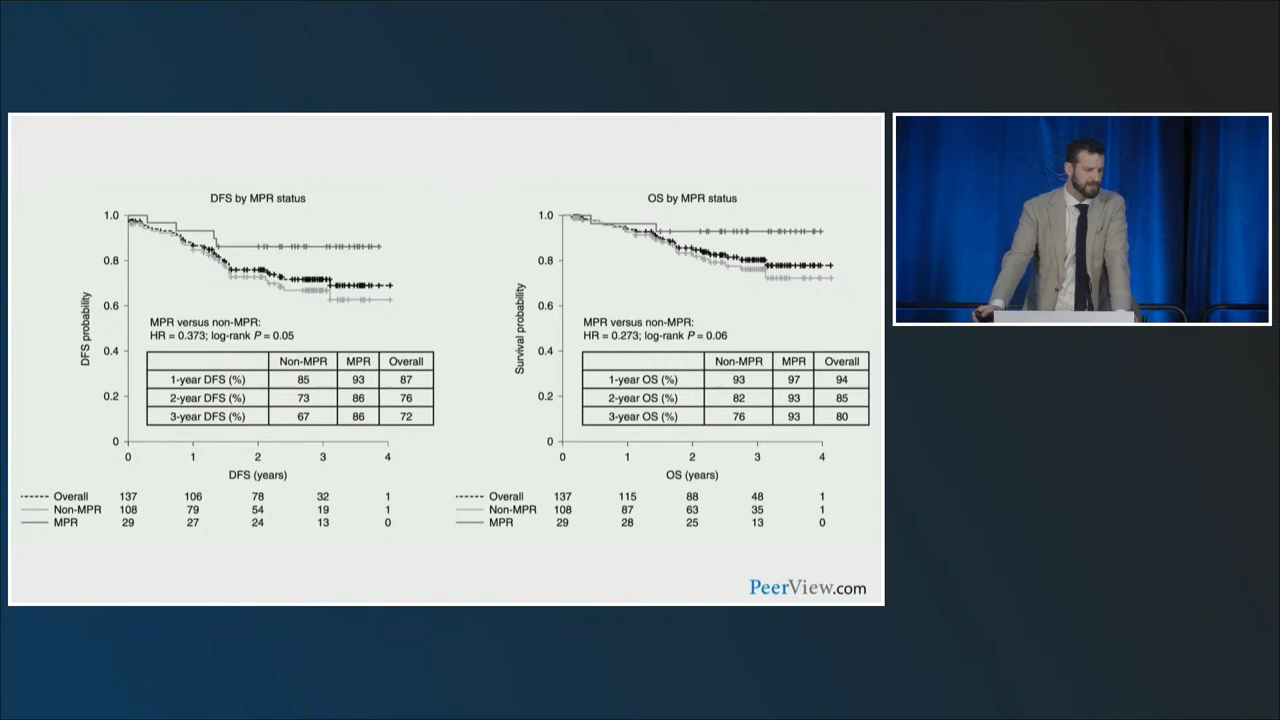 DFS by MPR status
1.0
0.8
0.6
0.4
0.2
0
DFS probability
MPR versus non-MPR:
HR = 0.373; log-rank P = 0.05
Non-MPR MPR Overall
1-year DFS (%) 85 93 87
2-year DFS (%) 73 86 76
3-year DFS (%) 67 86 72
0 1 2 3 4
DFS (years)
Overall 137 106 78 32 1
Non-MPR 108 79 54 19 1
MPR 29 27 24 13 0
OS by MPR status
1.0
0.8
0.6
0.4
0.2
0
Survival probability
MPR versus non-MPR:
HR = 0.273; log-rank P = 0.06
Non-MPR MPR Overall
1-year OS (%) 93 97 94
2-year OS (%) 82 93 85
3-year OS (%) 76 93 80
0 1 2 3 4
OS (years)
Overall 137 115 88 48 1
Non-MPR 108 87 63 35 1
MPR 29 28 25 13 0
PeerView.com